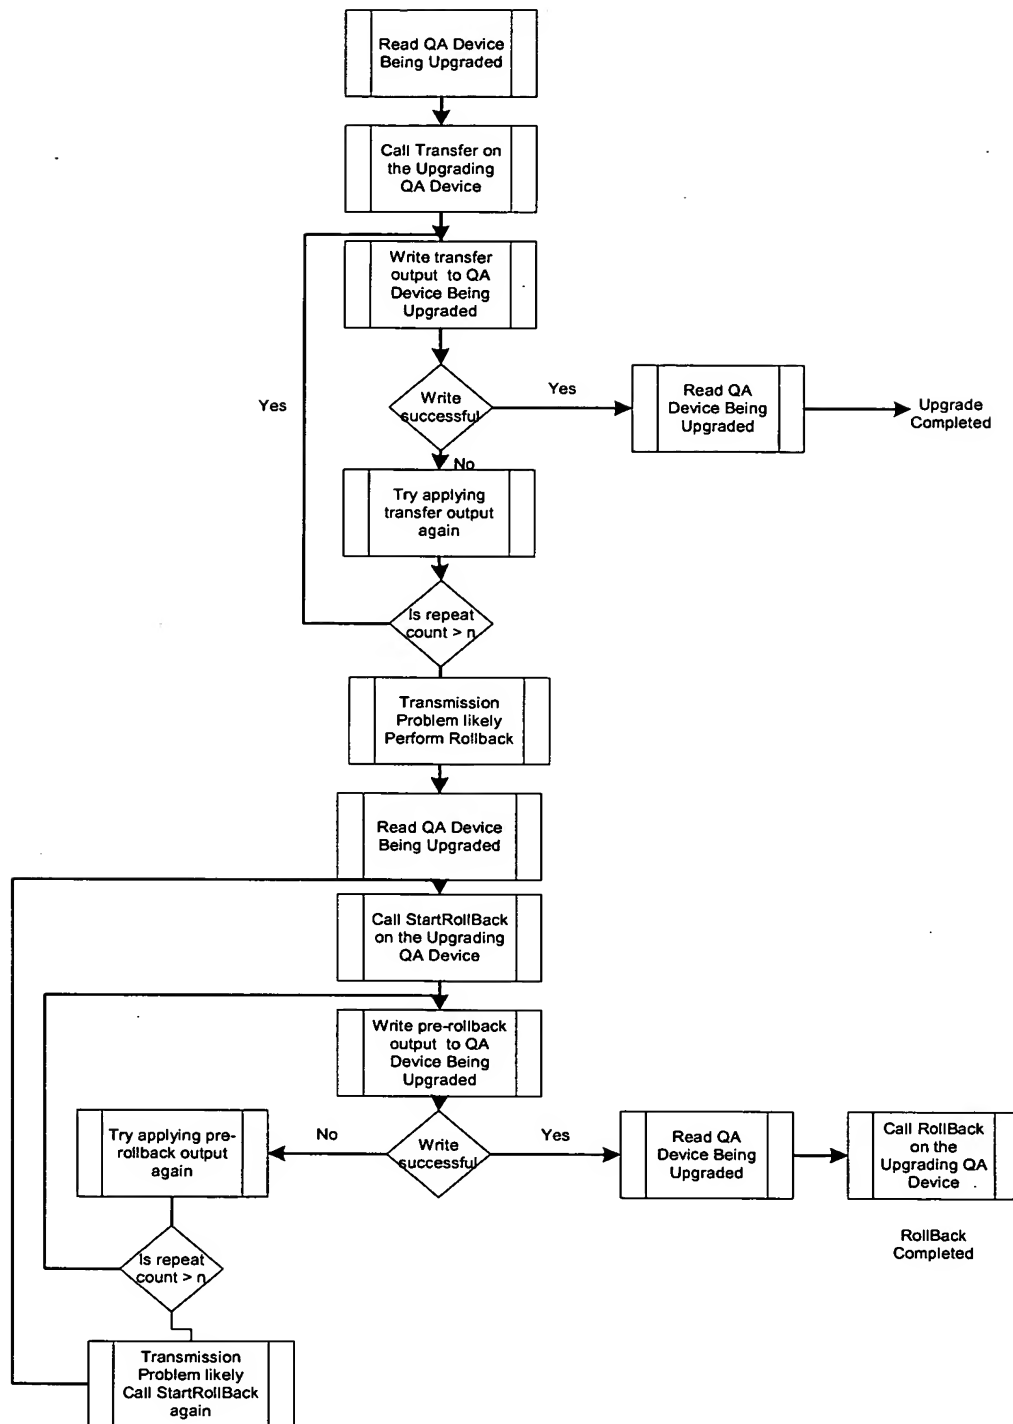 Read QA Device
Being Upgraded
Call Transfer on
the Upgrading
QA Device
Write transfer
output to QA
Device Being
Upgraded
Yes
Write
successful
Yes
Read QA
Device Being
Upgraded
Upgrade
Completed
No
Try applying
transfer output
again
Is repeat
count > n
Transmission
Problem likely
Perform Rollback
Read QA Device
Being Upgraded
Call StartRollBack
on the Upgrading
QA Device
Write pre-rollback
output to QA
Device Being
Upgraded
Try applying pre-
rollback output
again
No
Write
successful
Yes
Read QA
Device Being
Upgraded
Call RollBack
on the
Upgrading QA
Device
RollBack
Completed
Is repeat
count > n
Transmission
Problem likely
Call StartRollBack
again